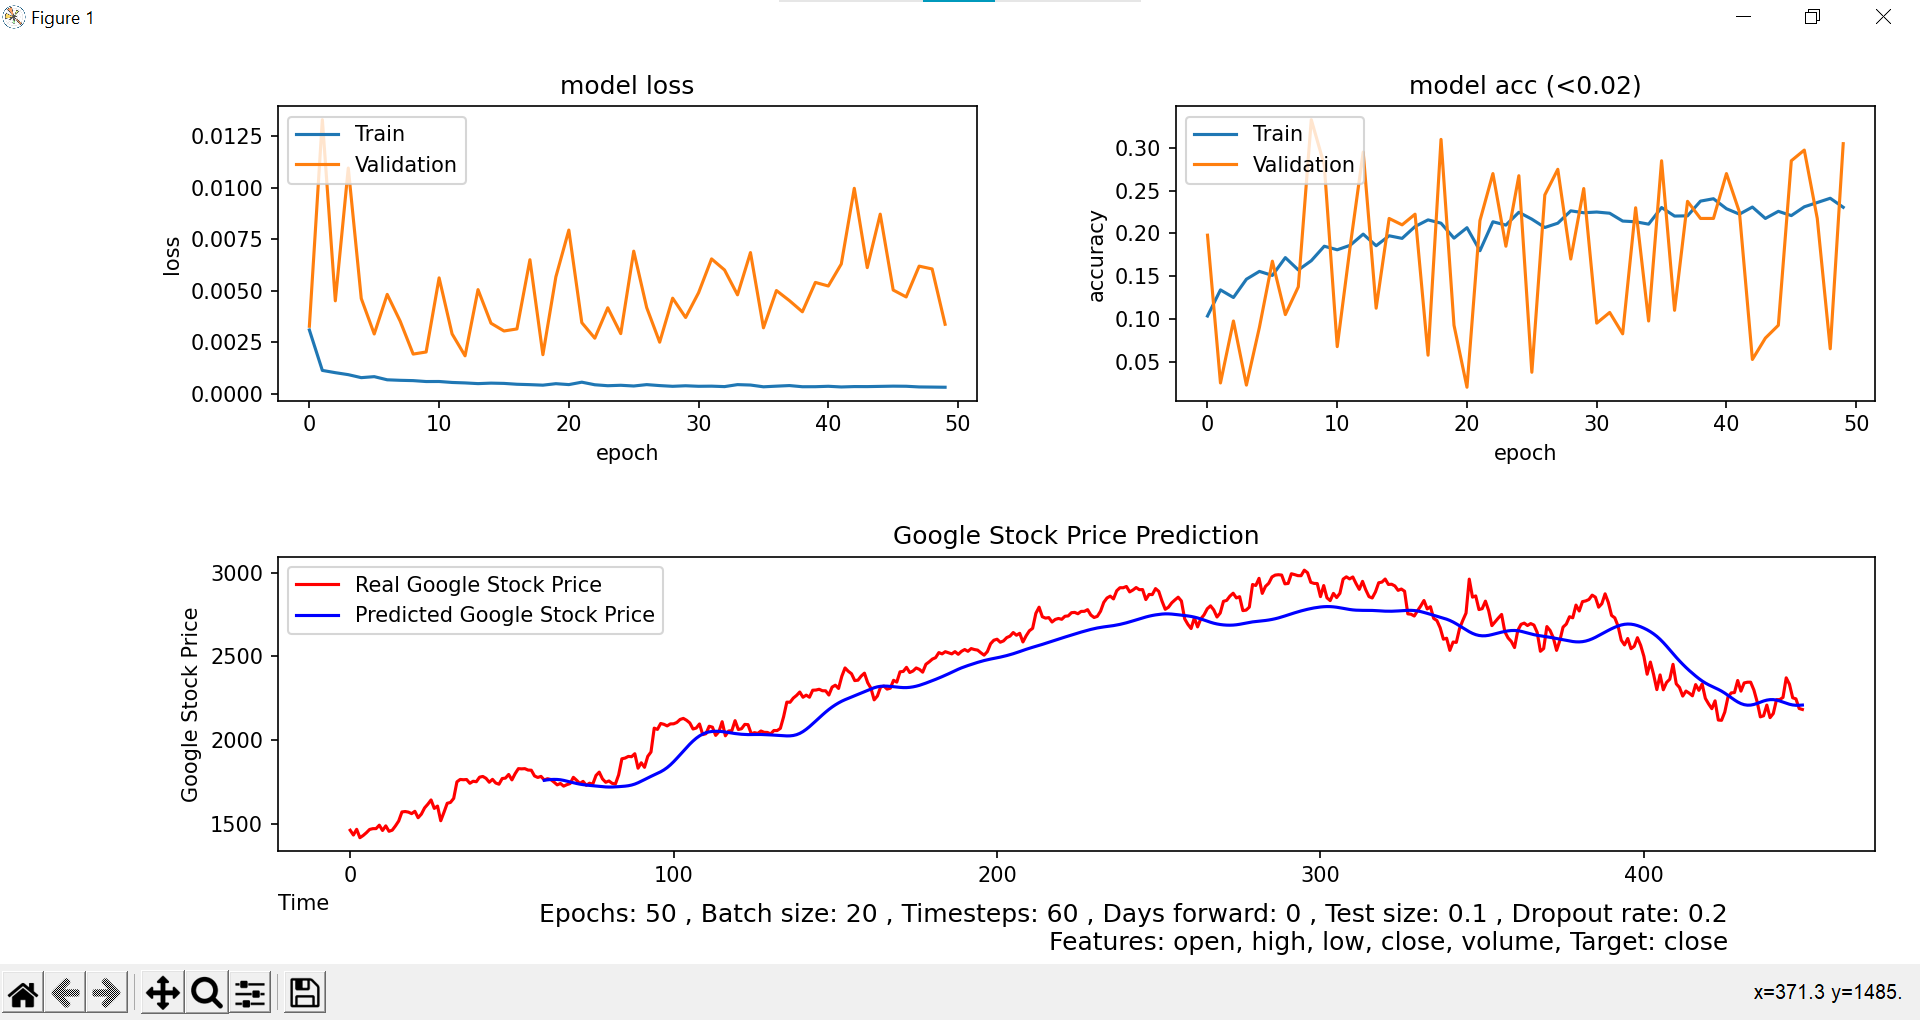 Figure 1
model loss
Train
Validation
0.0125
0.0100
0.0075
0.0050
0.0025
0.0000
loss
0 10 20 30 40 50
epoch
model acc (<0.02)
Train
Validation
0.30
0.25
0.20
0.15
0.10
0.05
accuracy
0 10 20 30 40 50
epoch
Google Stock Price Prediction
Real Google Stock Price
Predicted Google Stock Price
3000
2500
2000
1500
Google Stock Price
0 100 200 300 400
Time
Epochs: 50 , Batch size: 20 , Timesteps: 60 , Days forward: 0 , Test size: 0.1 , Dropout rate: 0.2
Features: open, high, low, close, volume, Target: close
x=371.3 y=1485.